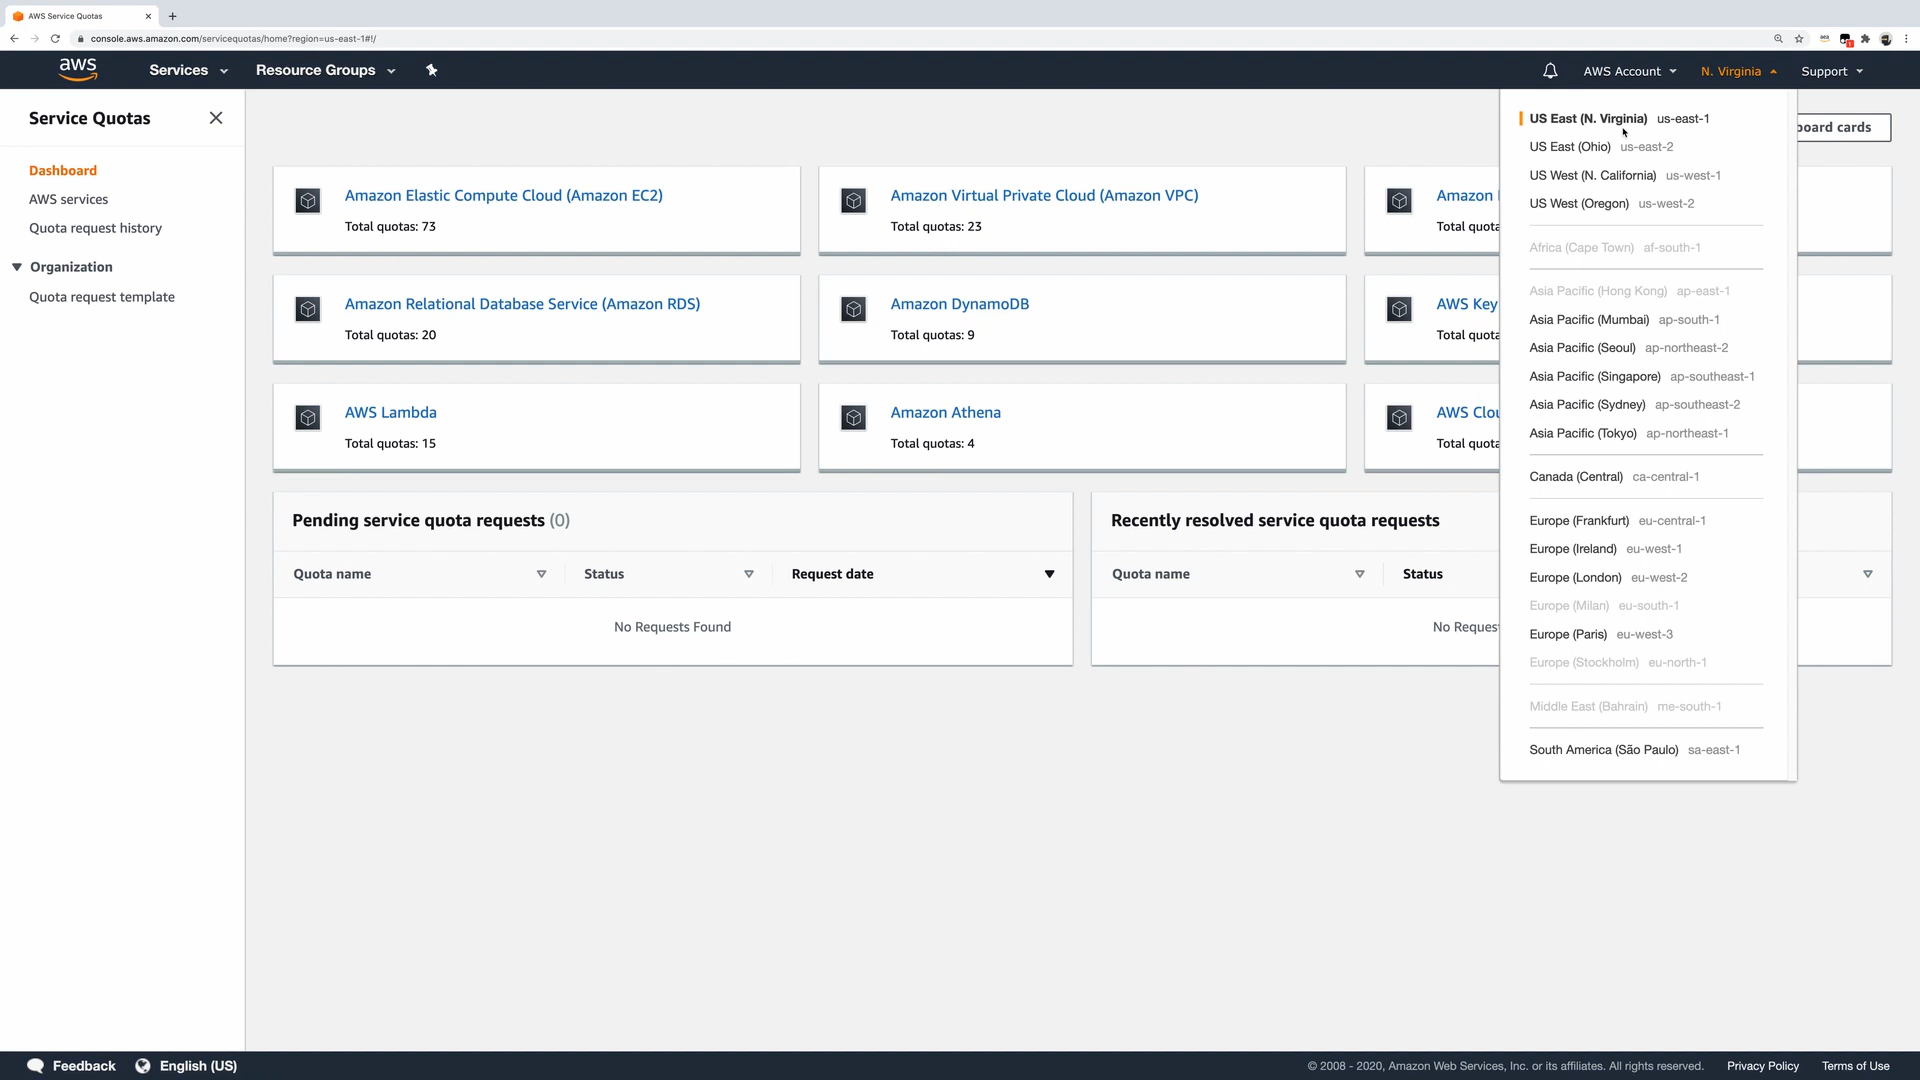 AWS Service Quotas
console.aws.amazon.com/servicequotas/home?region=us-east-1#!/
aws
Services
Resource Groups
AWS Account
N. Virginia
Support
Service Quotas
Dashboard
AWS services
Quota request history
Organization
Quota request template
board cards
Amazon Elastic Compute Cloud (Amazon EC2)
Total quotas: 73
Amazon Virtual Private Cloud (Amazon VPC)
Total quotas: 23
Amazon
Total quota
Amazon Relational Database Service (Amazon RDS)
Total quotas: 20
Amazon DynamoDB
Total quotas: 9
AWS Key
Total quota
AWS Lambda
Total quotas: 15
Amazon Athena
Total quotas: 4
AWS Clou
Total quota
Pending service quota requests (0)
Quota name
Status
Request date
No Requests Found
Recently resolved service quota requests
Quota name
Status
No Reques
US East (N. Virginia) us-east-1
US East (Ohio) us-east-2
US West (N. California) us-west-1
US West (Oregon) us-west-2
Africa (Cape Town) af-south-1
Asia Pacific (Hong Kong) ap-east-1
Asia Pacific (Mumbai) ap-south-1
Asia Pacific (Seoul) ap-northeast-2
Asia Pacific (Singapore) ap-southeast-1
Asia Pacific (Sydney) ap-southeast-2
Asia Pacific (Tokyo) ap-northeast-1
Canada (Central) ca-central-1
Europe (Frankfurt) eu-central-1
Europe (Ireland) eu-west-1
Europe (London) eu-west-2
Europe (Milan) eu-south-1
Europe (Paris) eu-west-3
Europe (Stockholm) eu-north-1
Middle East (Bahrain) me-south-1
South America (São Paulo) sa-east-1
Feedback
English (US)
© 2008 - 2020, Amazon Web Services, Inc. or its affiliates. All rights reserved.
Privacy Policy
Terms of Use